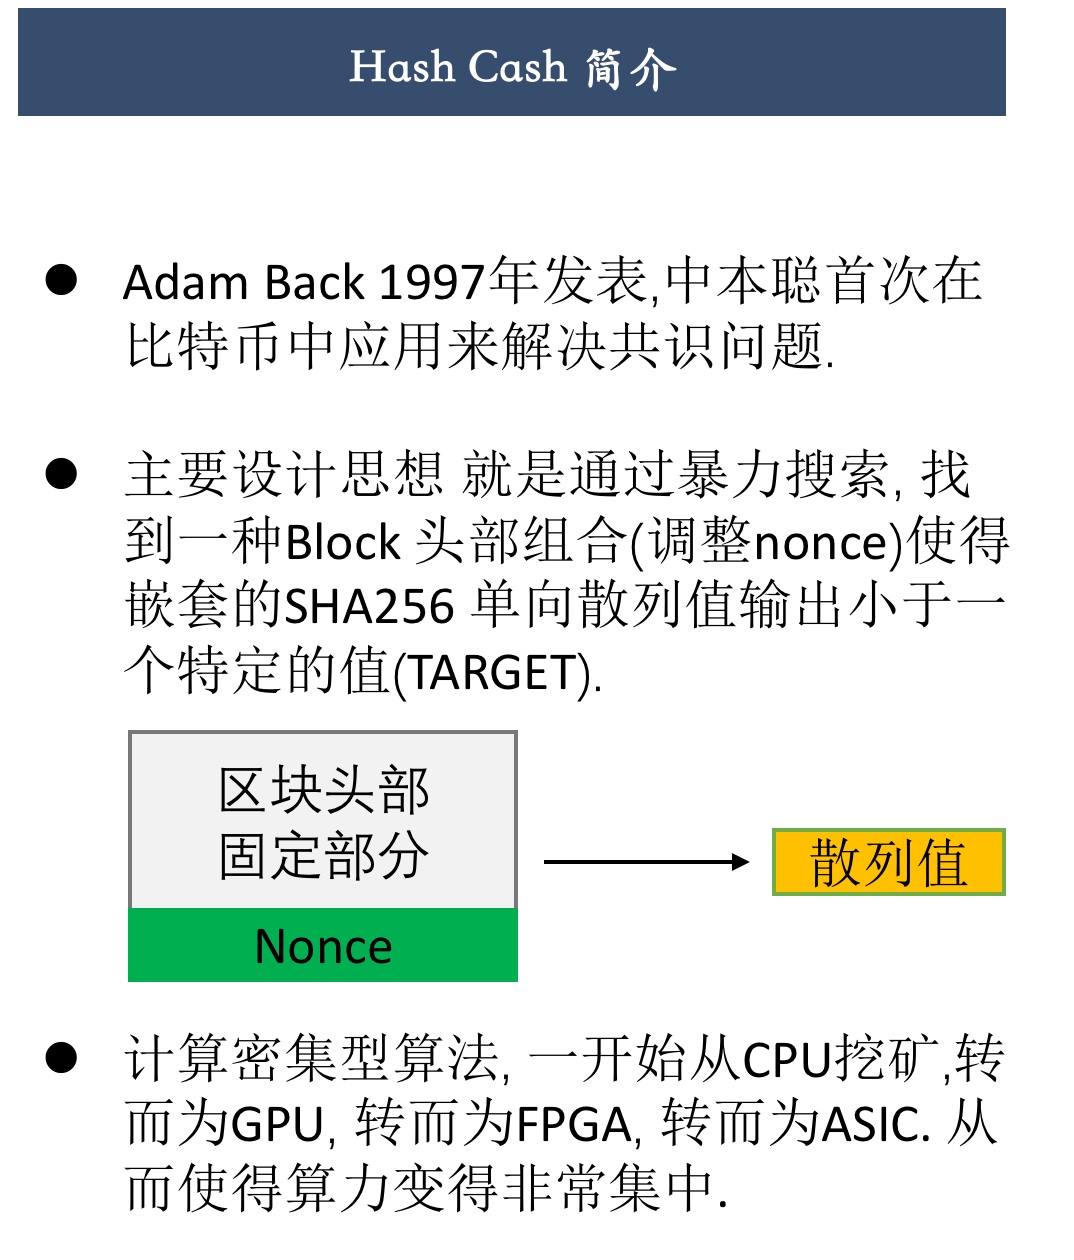 Hash Cash 简介
● Adam Back 1997年发表,中本聪首次在
比特币中应用来解决共识问题.
● 主要设计思想 就是通过暴力搜索, 找
到一种Block 头部组合(调整nonce)使得
嵌套的SHA256 单向散列值输出小于一
个特定的值(TARGET).
区块头部
固定部分
散列值
Nonce
● 计算密集型算法, 一开始从CPU挖矿,转
而为GPU, 转而为FPGA, 转而为ASIC. 从
而使得算力变得非常集中.